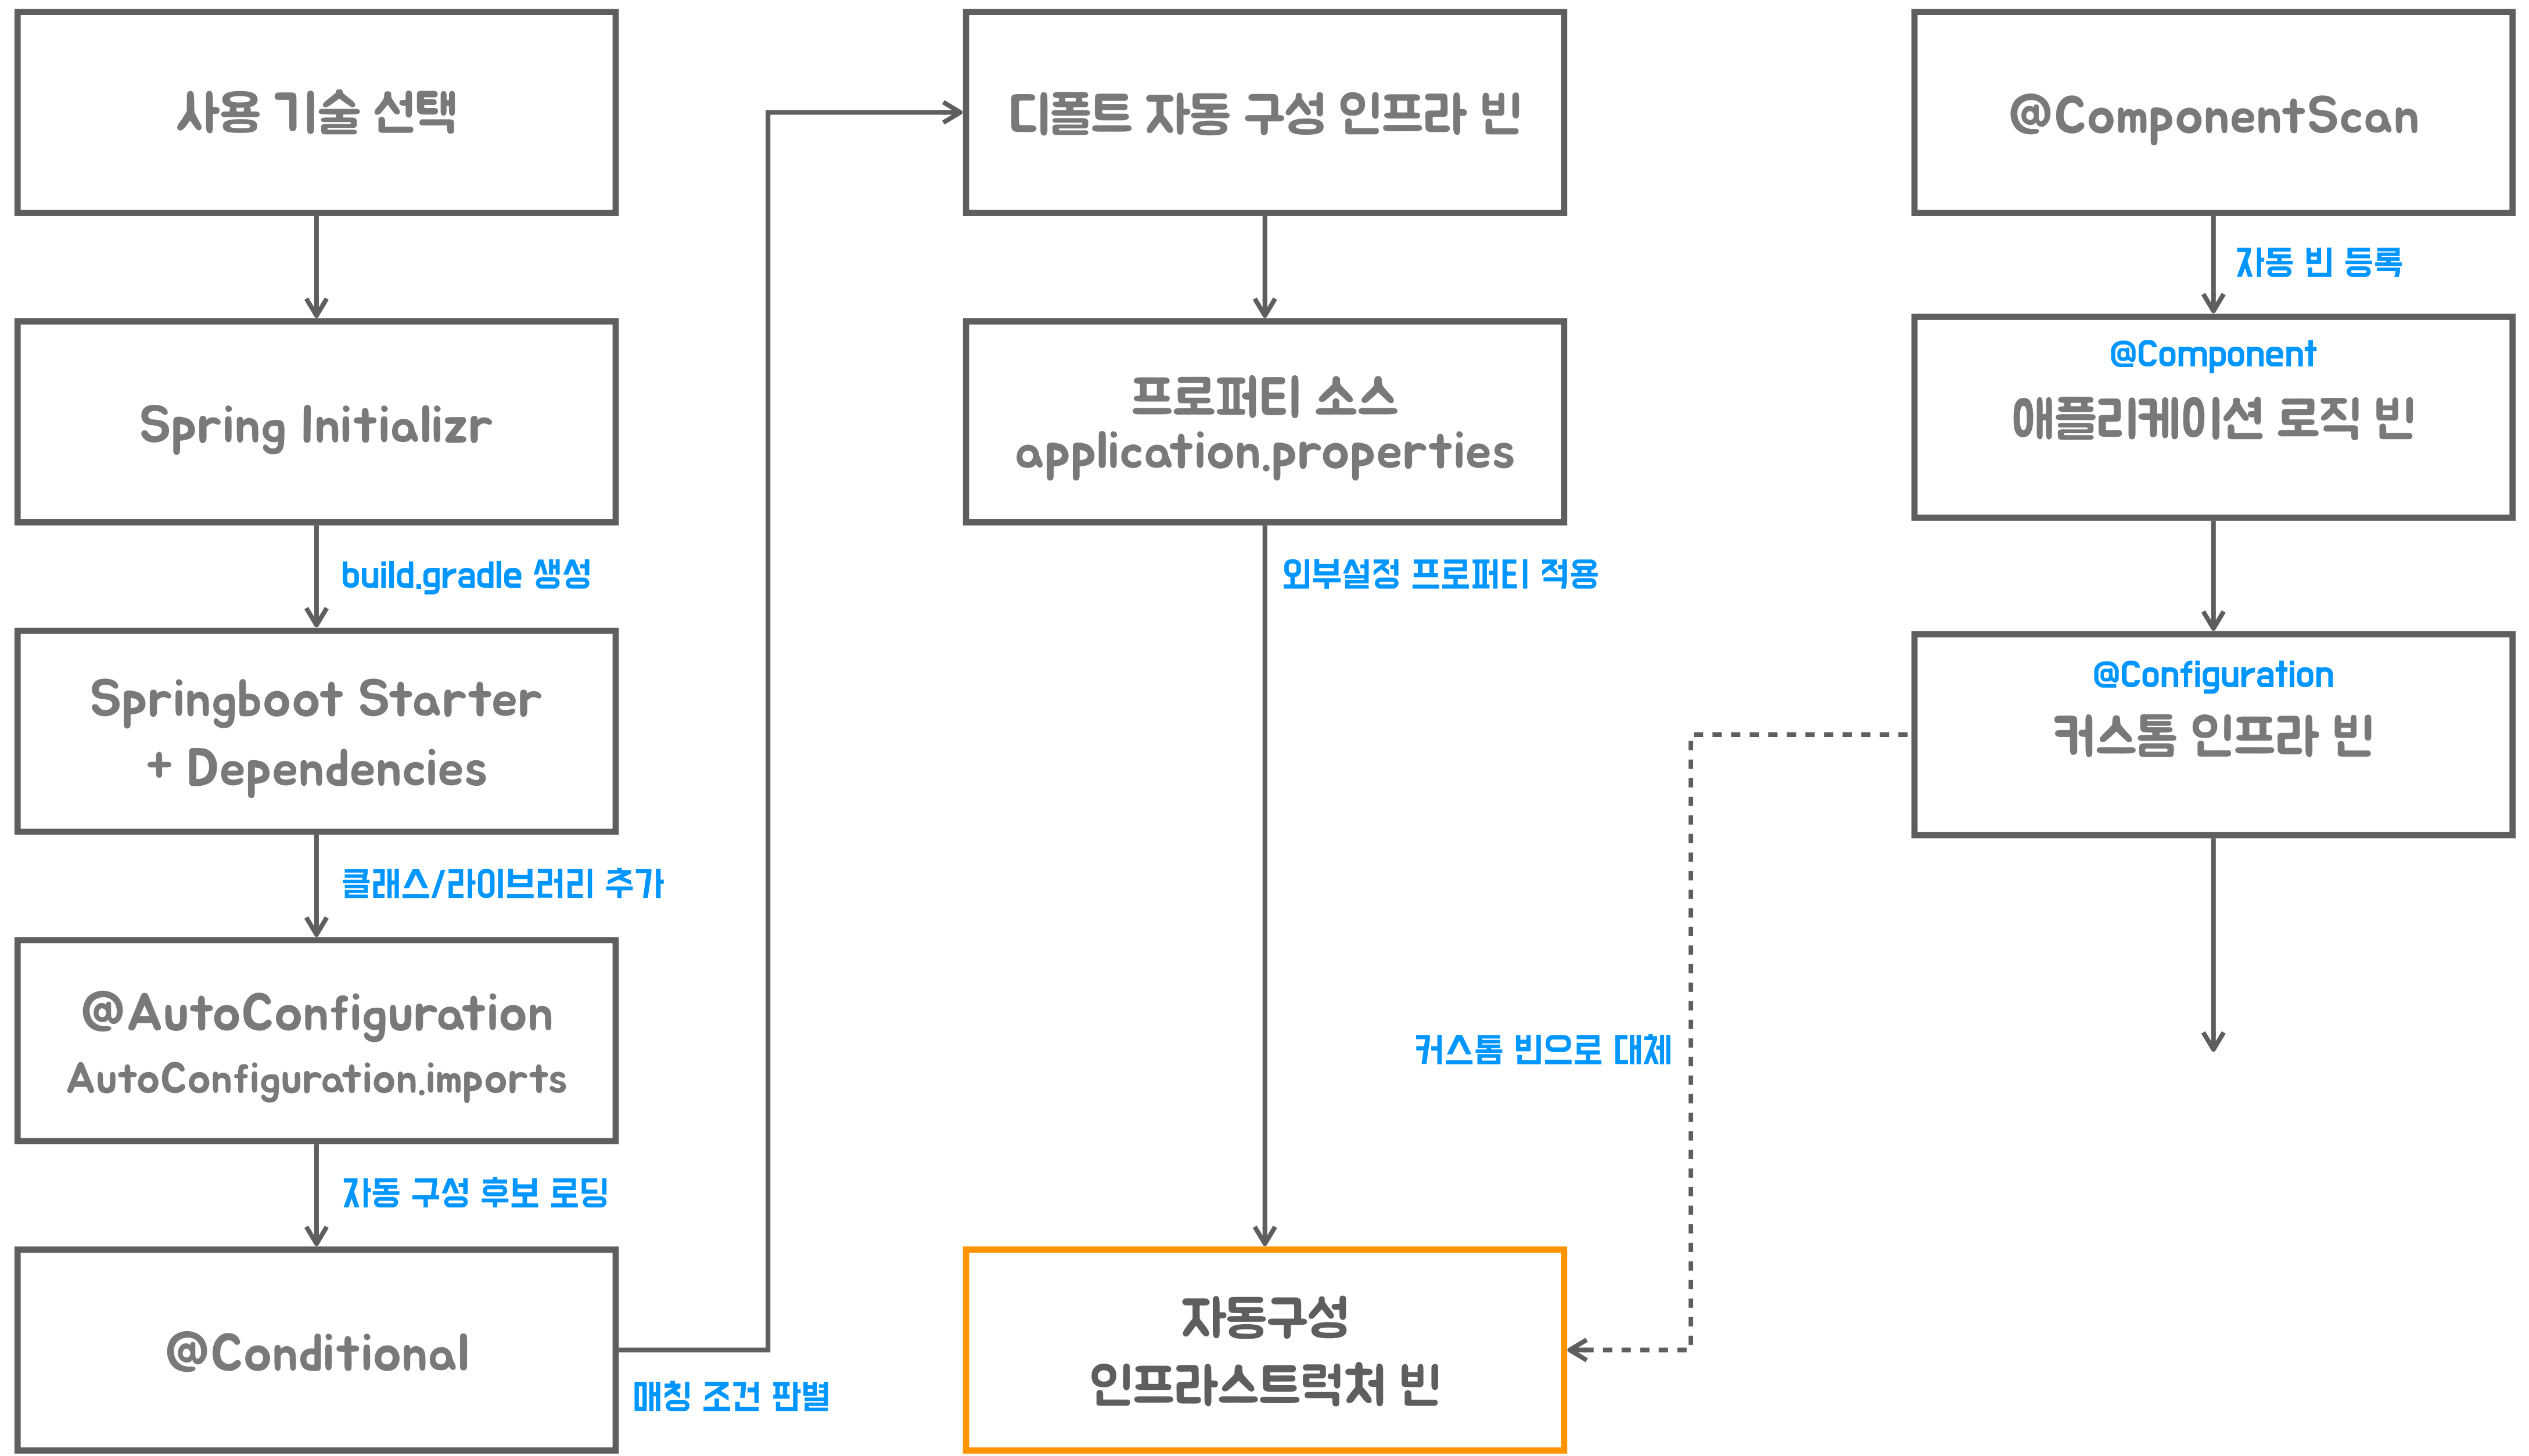 사용 기술 선택
Spring Initializr
build.gradle 생성
Springboot Starter
+ Dependencies
클래스/라이브러리 추가
@AutoConfiguration
AutoConfiguration.imports
자동 구성 후보 로딩
@Conditional
매칭 조건 판별
디폴트 자동 구성 인프라 빈
프로퍼티 소스
application.properties
외부설정 프로퍼티 적용
커스톰 빈으로 대체
자동구성
인프라스트럭처 빈
@ComponentScan
자동 빈 등록
@Component
애플리케이션 로직 빈
@Configuration
커스톰 인프라 빈